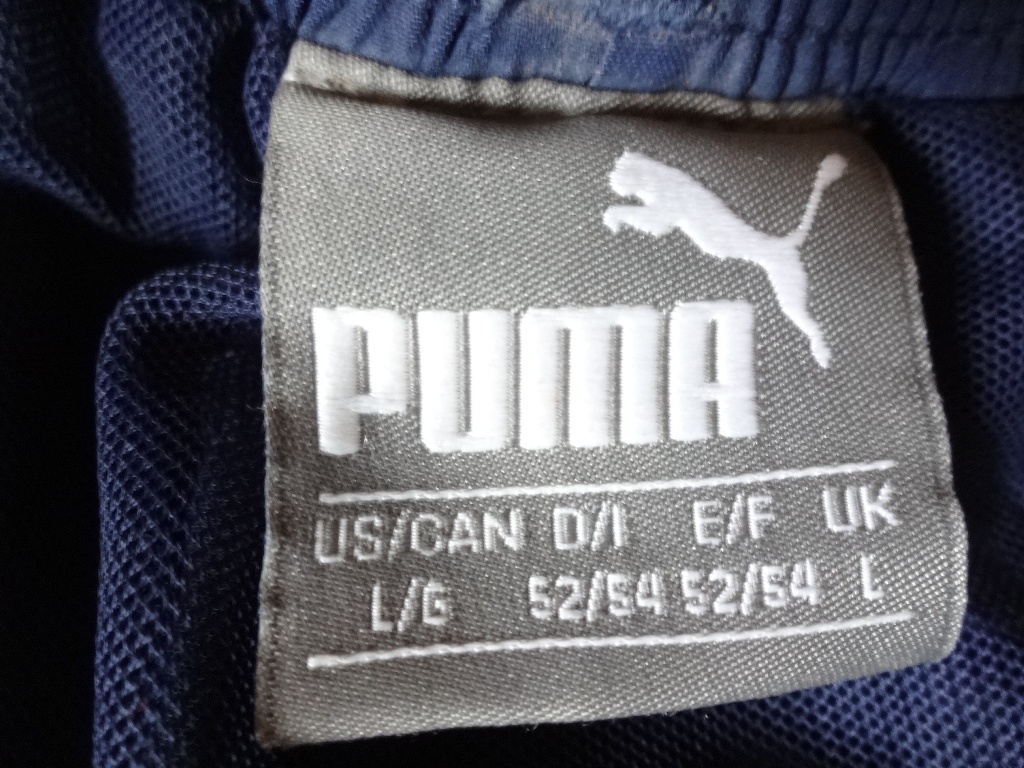 PUMA
US/CAN D/I E/F UK
L/G 52/54 52/54 L